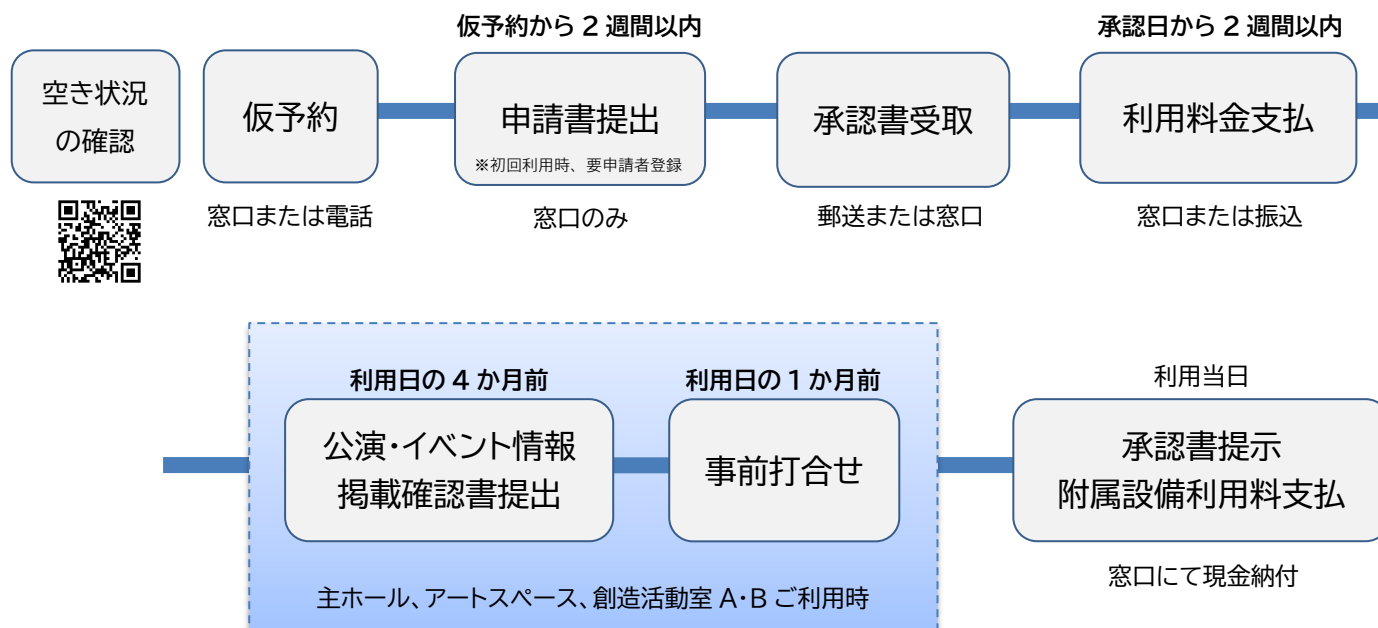 仮予約から 2 週間以内
承認日から 2 週間以内
空き状況
の確認
仮予約
申請書提出
※初回利用時、要申請者登録
承認書受取
利用料金支払
窓口または電話
窓口のみ
郵送または窓口
窓口または振込
利用日の 4 か月前
利用日の 1 か月前
利用当日
公演・イベント情報
掲載確認書提出
事前打合せ
承認書提示
附属設備利用料支払
主ホール、アートスペース、創造活動室 A・B ご利用時
窓口にて現金納付